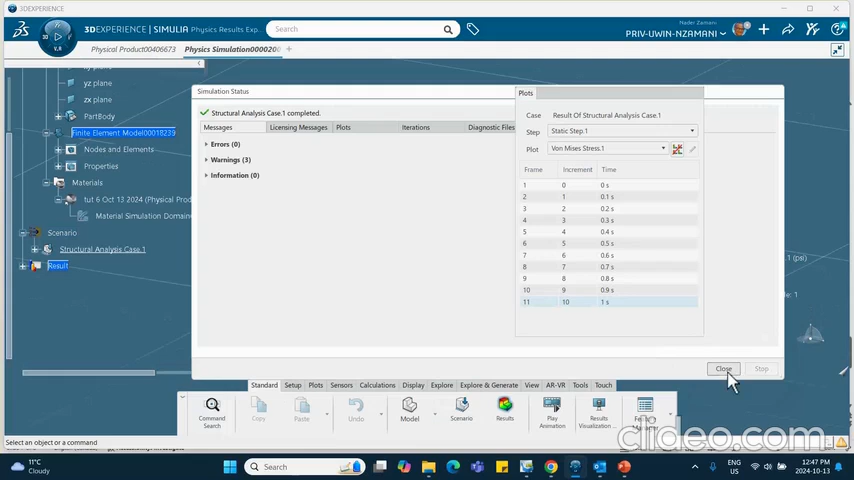 3DEXPERIENCE
Nader Zamani
3DEXPERIENCE | SIMULIA Physics Results Exp...
Search
PRIV-UWIN-NZAMANI
3D
V.R
Physical Product00406673
Physics Simulation0000200
yz plane
zx plane
PartBody
Finite Element Model00018239
Nodes and Elements
Properties
Materials
tut 6 Oct 13 2024 (Physical Produ
Material Simulation Domain
Scenario
Structural Analysis Case.1
Result
Simulation Status
Structural Analysis Case.1 completed.
Messages
Licensing Messages
Plots
Iterations
Diagnostic Files
Errors (0)
Warnings (3)
Information (0)
Plots
Case Result Of Structural Analysis Case.1
Step Static Step.1
Plot Von Mises Stress.1
Frame Increment Time
1 0 0 s
2 1 0.1 s
3 2 0.2 s
4 3 0.3 s
5 4 0.4 s
6 5 0.5 s
7 6 0.6 s
8 7 0.7 s
9 8 0.8 s
10 9 0.9 s
11 10 1 s
.1 (psi)
de: 1
Close
Stop
Standard Setup Plots Sensors Calculations Display Explore Explore & Generate View AR-VR Tools Touch
Command Search
Copy
Paste
Undo
Model
Scenario
Results
Play Animation
Results Visualization ...
Manager
clideo.com
Select an object or a command
11°C
Cloudy
Search
ENG
US
12:47 PM
2024-10-13